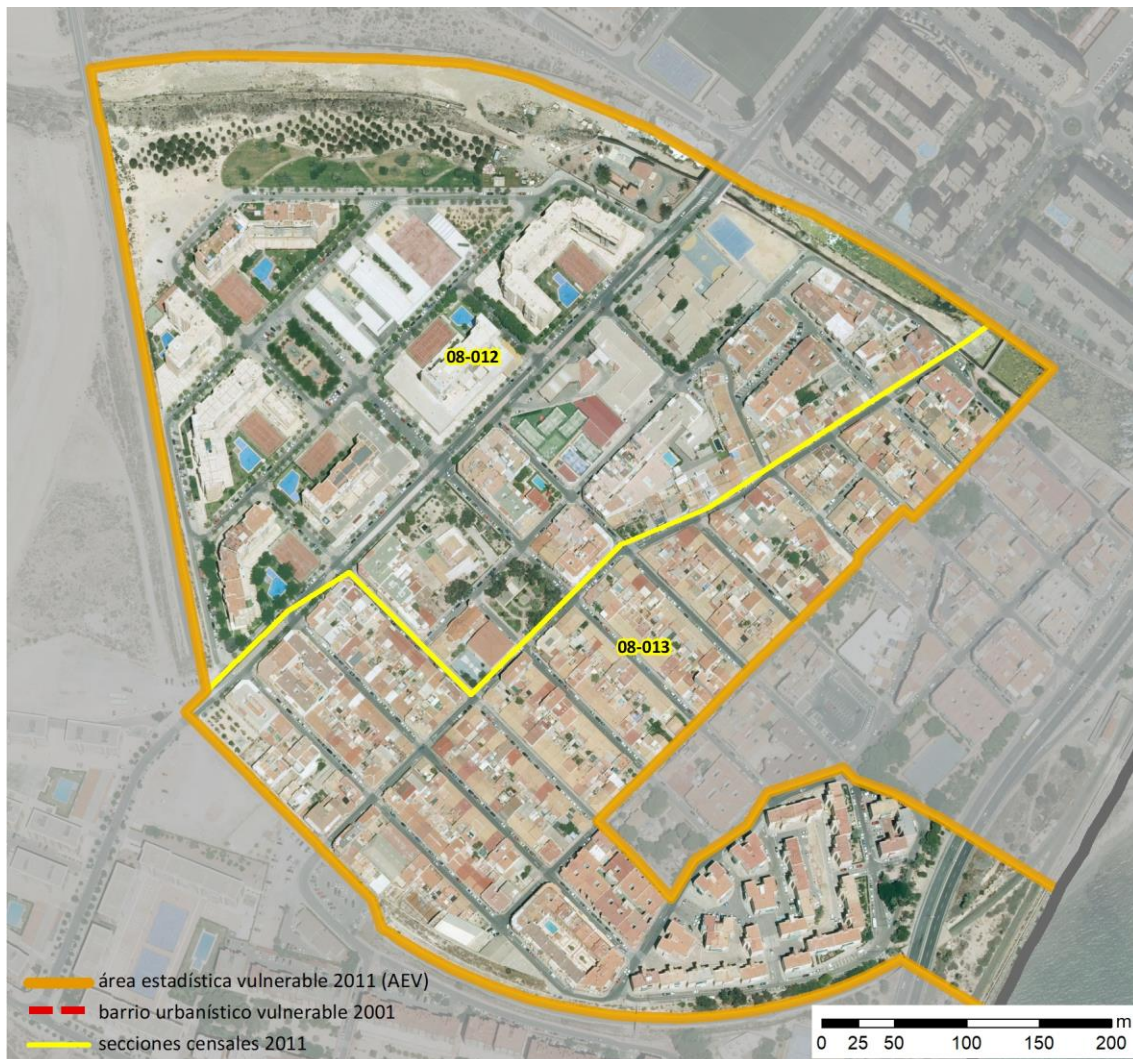 08-012
08-013
área estadística vulnerable 2011 (AEV)
barrio urbanístico vulnerable 2001
secciones censales 2011
m
0 25 50 100 150 200